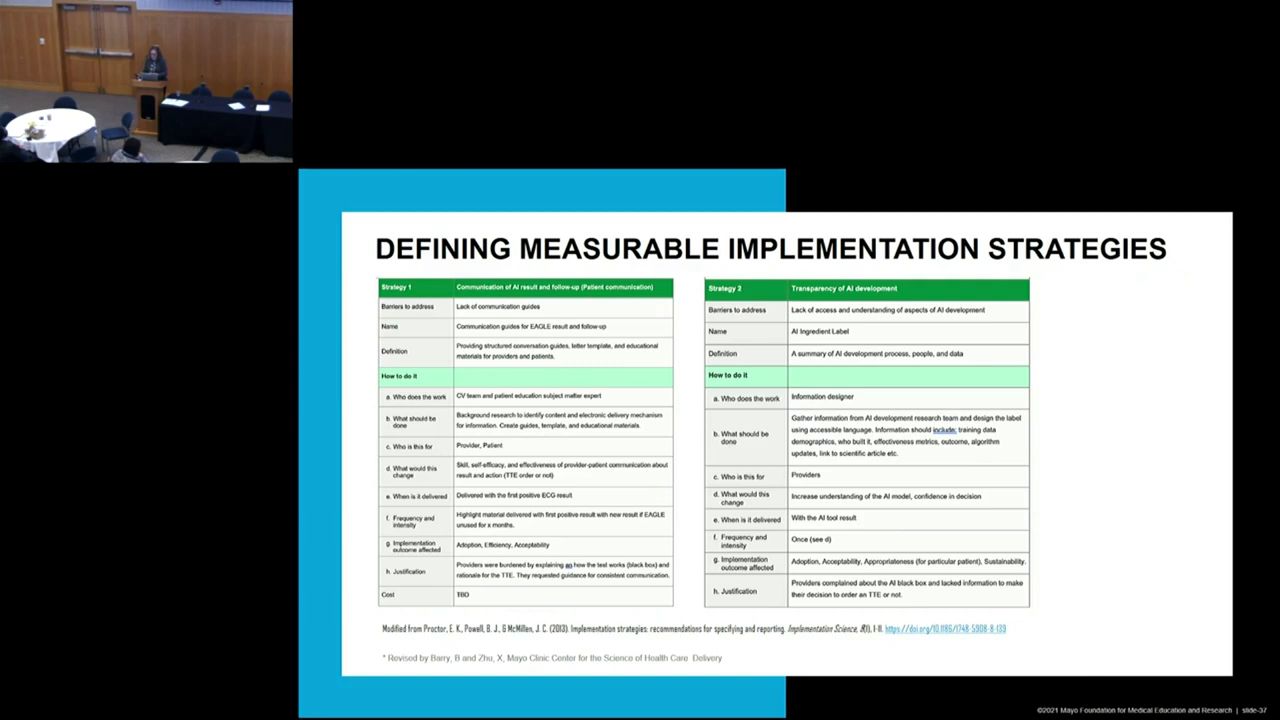 DEFINING MEASURABLE IMPLEMENTATION STRATEGIES
Strategy 1
Communication of AI result and follow-up (Patient communication)
Barriers to address
Lack of communication guides
Name
Communication guides for EAGLE result and follow-up
Definition
Providing structured conversation guides, letter template, and educational
materials for providers and patients.
How to do it
a. Who does the work
CV team and patient education subject matter expert
b. What should be
done
Background research to identify content and electronic delivery mechanism
for information. Create guides, template, and educational materials.
c. Who is this for
Provider, Patient
d. What would this
change
Skill, self-efficacy, and effectiveness of provider-patient communication about
result and action (TTE order or not)
e. When is it delivered
Delivered with the first positive ECG result
f. Frequency and
intensity
Highlight material delivered with first positive result with new result if EAGLE
unused for x months.
g Implementation
outcome affected
Adoption, Efficiency, Acceptability
h. Justification
Providers were burdened by explaining an how the test works (black box) and
rationale for the TTE. They requested guidance for consistent communication.
Cost
TBD
Strategy 2
Transparency of AI development
Barriers to address
Lack of access and understanding of aspects of AI development
Name
AI Ingredient Label
Definition
A summary of AI development process, people, and data
How to do it
a. Who does the work
Information designer
b. What should be
done
Gather information from AI development research team and design the label
using accessible language. Information should include: training data
demographics, who built it, effectiveness metrics, outcome, algorithm
updates, link to scientific article etc.
c. Who is this for
Providers
d. What would this
change
Increase understanding of the AI model, confidence in decision
e. When is it delivered
With the AI tool result
f. Frequency and
intensity
Once (see d)
g. Implementation
outcome affected
Adoption, Acceptability, Appropriateness (for particular patient), Sustainability.
h. Justification
Providers complained about the AI black box and lacked information to make
their decision to order an TTE or not.
Modified from Proctor, E. K., Powell, B. J., & McMillen, J. C. (2013). Implementation strategies: recommendations for specifying and reporting. Implementation Science, 8(1), 1-11. https://doi.org/10.1186/1748-5908-8-139
* Revised by Barry, B and Zhu, X, Mayo Clinic Center for the Science of Health Care Delivery
©2021 Mayo Foundation for Medical Education and Research | slide-37